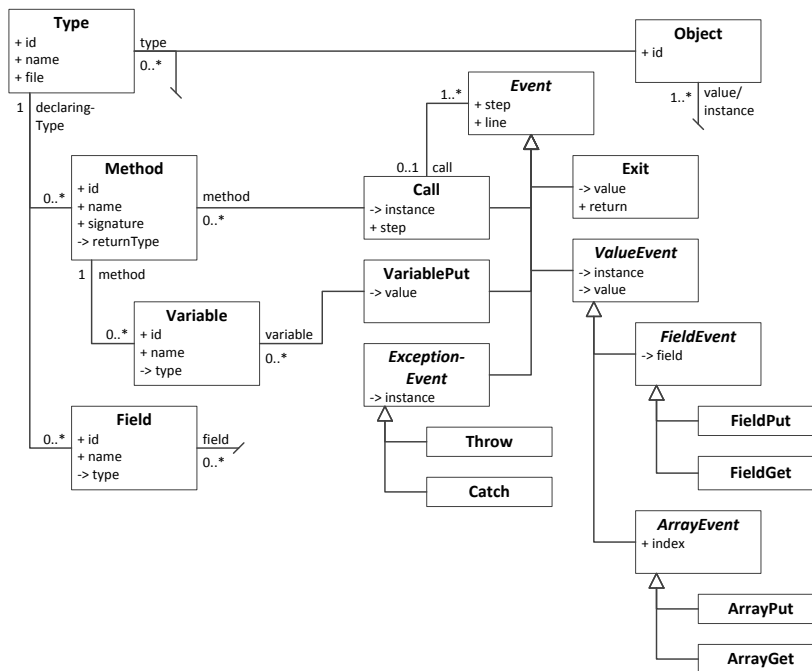 Type
+ id
+ name
+ file
type
0..*
Object
+ id
1..*
value/
instance
1
declaring-
Type
Event
+ step
+ line
1..*
0..1
call
Method
+ id
+ name
+ signature
-> returnType
0..*
method
0..*
Call
-> instance
+ step
Exit
-> value
+ return
1
method
VariablePut
-> value
ValueEvent
-> instance
-> value
Variable
+ id
+ name
-> type
0..*
variable
0..*
Exception-
Event
-> instance
FieldEvent
-> field
Field
+ id
+ name
-> type
0..*
field
0..*
Throw
Catch
FieldPut
FieldGet
ArrayEvent
+ index
ArrayPut
ArrayGet